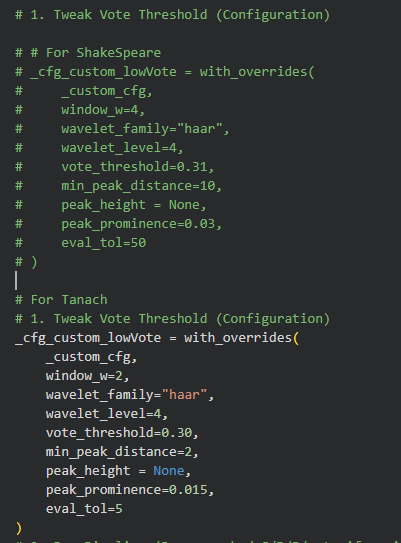 # 1. Tweak Vote Threshold (Configuration)
# # For ShakeSpeare
# _cfg_custom_lowVote = with_overrides(
#     _custom_cfg,
#     window_w=4,
#     wavelet_family="haar",
#     wavelet_level=4,
#     vote_threshold=0.31,
#     min_peak_distance=10,
#     peak_height = None,
#     peak_prominence=0.03,
#     eval_tol=50
# )
# For Tanach
# 1. Tweak Vote Threshold (Configuration)
_cfg_custom_lowVote = with_overrides(
    _custom_cfg,
    window_w=2,
    wavelet_family="haar",
    wavelet_level=4,
    vote_threshold=0.30,
    min_peak_distance=2,
    peak_height = None,
    peak_prominence=0.015,
    eval_tol=5
)